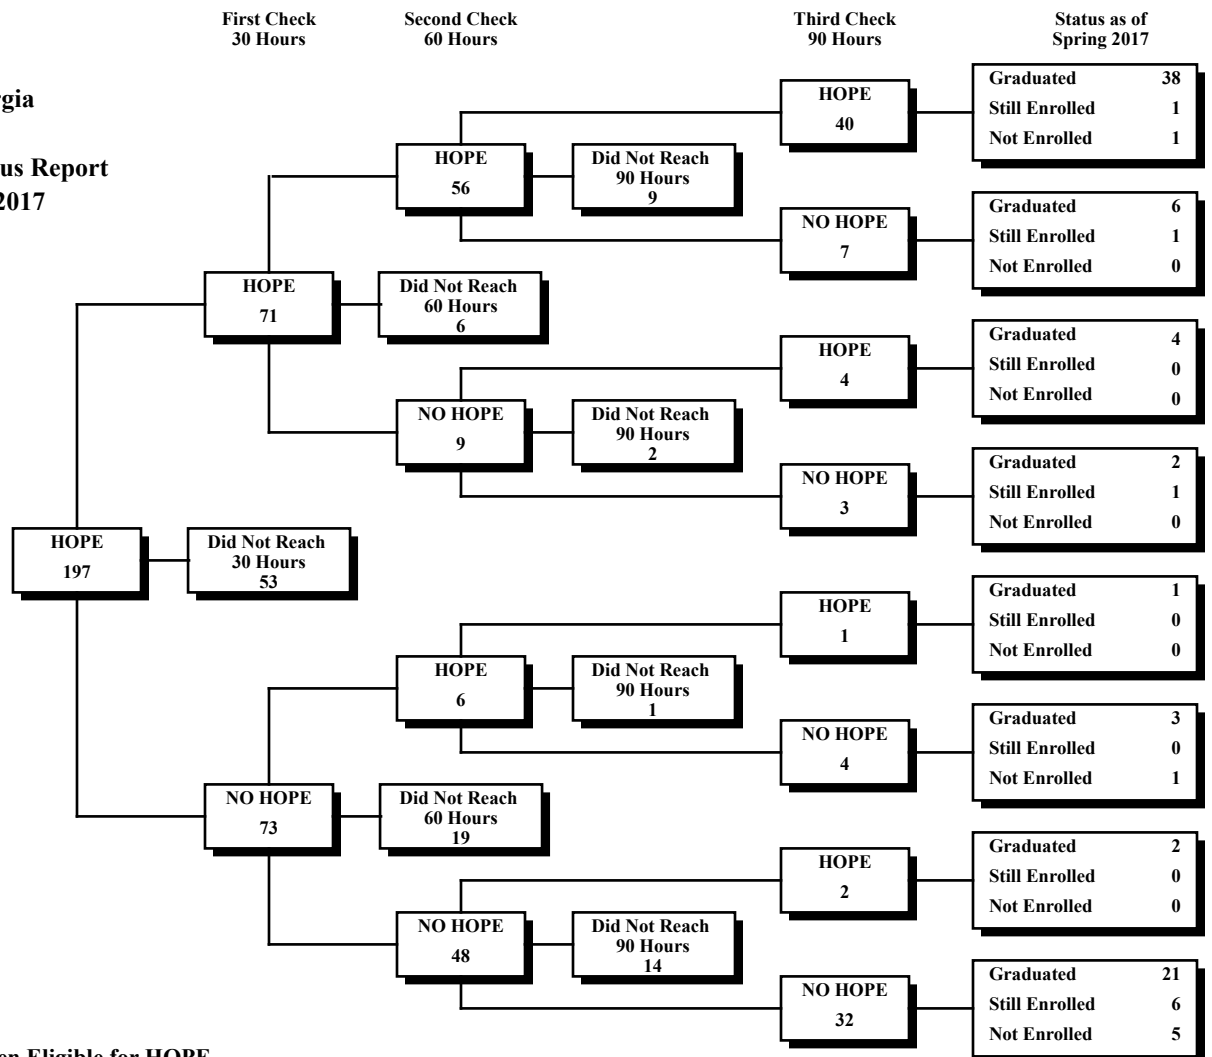 First Check
30 Hours
Second Check
60 Hours
Third Check
90 Hours
Status as of
Spring 2017
rgia
us Report
2017
HOPE
197
Did Not Reach
30 Hours
53
HOPE
71
Did Not Reach
60 Hours
6
HOPE
56
Did Not Reach
90 Hours
9
HOPE
40
Graduated 38
Still Enrolled 1
Not Enrolled 1
NO HOPE
7
Graduated 6
Still Enrolled 1
Not Enrolled 0
NO HOPE
9
Did Not Reach
90 Hours
2
HOPE
4
Graduated 4
Still Enrolled 0
Not Enrolled 0
NO HOPE
3
Graduated 2
Still Enrolled 1
Not Enrolled 0
NO HOPE
73
Did Not Reach
60 Hours
19
HOPE
6
Did Not Reach
90 Hours
1
HOPE
1
Graduated 1
Still Enrolled 0
Not Enrolled 0
NO HOPE
4
Graduated 3
Still Enrolled 0
Not Enrolled 1
NO HOPE
48
Did Not Reach
90 Hours
14
HOPE
2
Graduated 2
Still Enrolled 0
Not Enrolled 0
NO HOPE
32
Graduated 21
Still Enrolled 6
Not Enrolled 5
en Eligible for HOPE